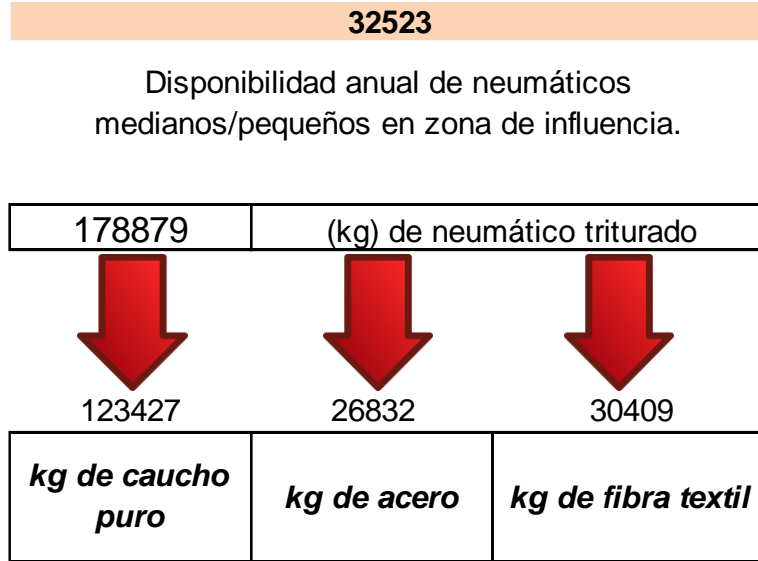 32523
Disponibilidad anual de neumáticos
medianos/pequeños en zona de influencia.
178879 (kg) de neumático triturado
123427 26832 30409
kg de caucho puro kg de acero kg de fibra textil